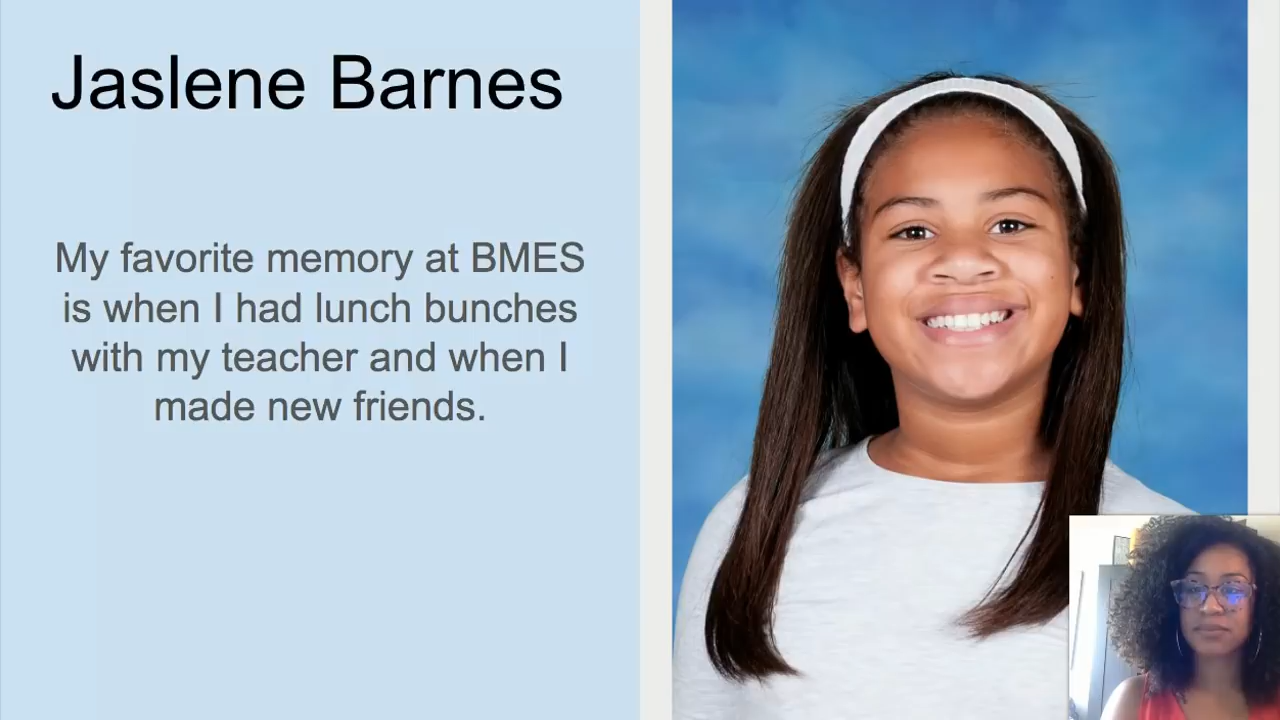 Jaslene Barnes
My favorite memory at BMES
is when I had lunch bunches
with my teacher and when I
made new friends.